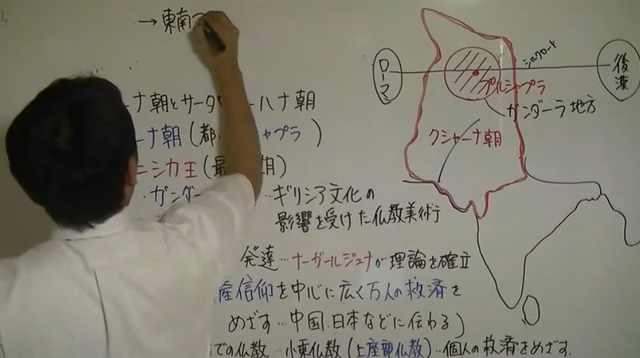 →東南ア
ナ朝とサータ ハナ朝
ーナ朝(都 シャプラ)
ニシカ王(最 期)
・ガンダー ‥ギリシア文化の
影響を受けた仏教美術
発達‥ナーガールジュナが理論を確立
産信仰を中心に広く万人の救済を
めざす‥中国、日本などに伝わる)
での仏教‥小乗仏教(上座部仏教)‥個人の救済をめざす
ローマ
シルクロード
後漢
プルシャプラ
ガンダーラ地方
クシャーナ朝